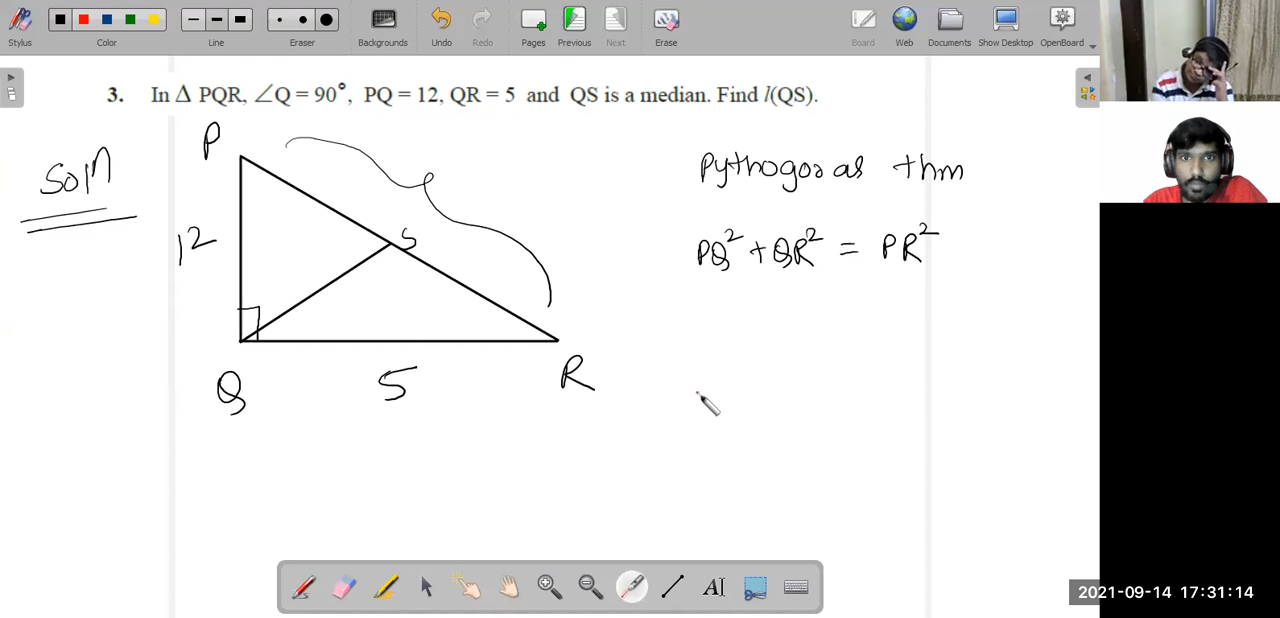 Stylus Color Line Eraser Backgrounds Undo Redo Pages Previous Next Erase Board Web Documents Show Desktop OpenBoard
3. In Δ PQR, ∠Q = 90°, PQ = 12, QR = 5 and QS is a median. Find l(QS).
Soln
P
12
S
Q
5
R
Pythogoras thm
PQ² + QR² = PR²
AI
2021-09-14 17:31:14